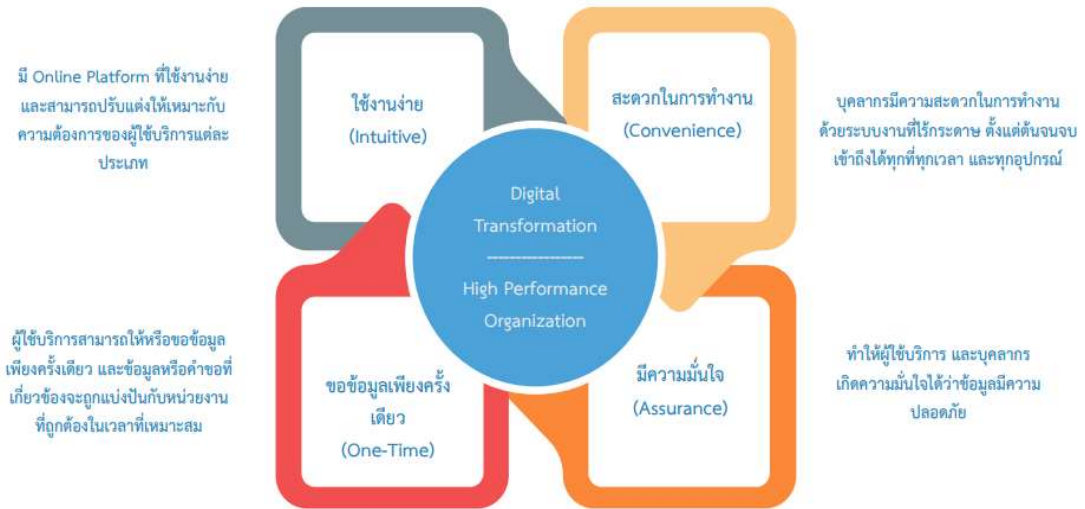 มี Online Platform ที่ใช้งานง่าย
และสามารถปรับแต่งให้เหมาะกับ
ความต้องการของผู้ใช้บริการแต่ละ
ประเภท
ใช้งานง่าย
(Intuitive)
สะดวกในการทำงาน
(Convenience)
บุคลากรมีความสะดวกในการทำงาน
ด้วยระบบงานที่ไร้กระดาษ ตั้งแต่ต้นจนจบ
เข้าถึงได้ทุกที่ทุกเวลา และทุกอุปกรณ์
Digital
Transformation
-----------------
High Performance
Organization
ผู้ใช้บริการสามารถให้หรือขอข้อมูล
เพียงครั้งเดียว และข้อมูลหรือคำขอที่
เกี่ยวข้องจะถูกแบ่งปันกับหน่วยงาน
ที่ถูกต้องในเวลาที่เหมาะสม
ขอข้อมูลเพียงครั้ง
เดียว
(One-Time)
มีความมั่นใจ
(Assurance)
ทำให้ผู้ใช้บริการ และบุคลากร
เกิดความมั่นใจได้ว่าข้อมูลมีความ
ปลอดภัย